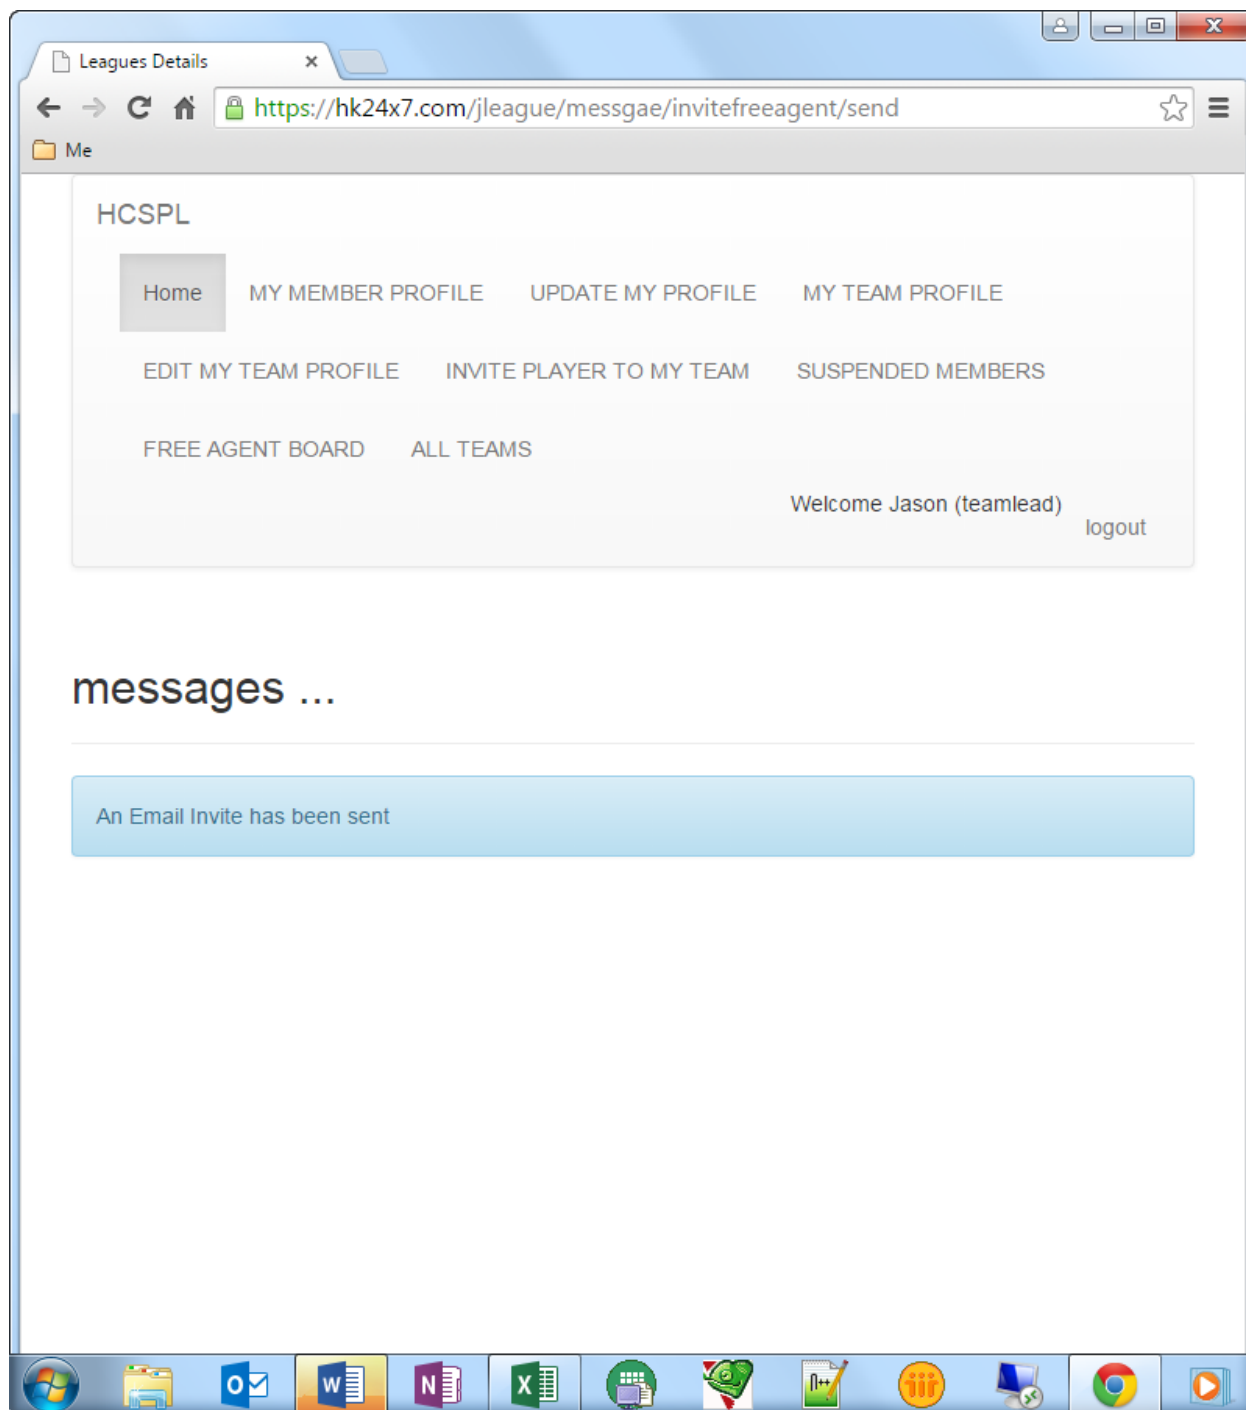 Leagues Details
https://hk24x7.com/jleague/messgae/invitefreeagent/send
Me
HCSPL
Home MY MEMBER PROFILE UPDATE MY PROFILE MY TEAM PROFILE
EDIT MY TEAM PROFILE INVITE PLAYER TO MY TEAM SUSPENDED MEMBERS
FREE AGENT BOARD ALL TEAMS
Welcome Jason (teamlead)
logout
messages ...
An Email Invite has been sent